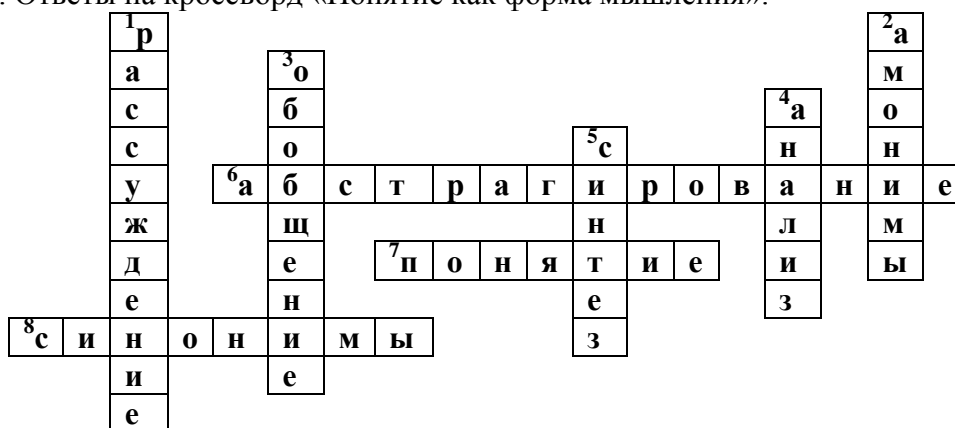 . Ответы на кроссворд «Понятие как форма мышления».
1р 2а
а 3о м
с б 4а о
с о 5с н н
у 6а б с т р а г и р о в а н и е
ж щ н л м
д е 7п о н я т и е и ы
е н е з
8с и н о н и м ы з
и е
е